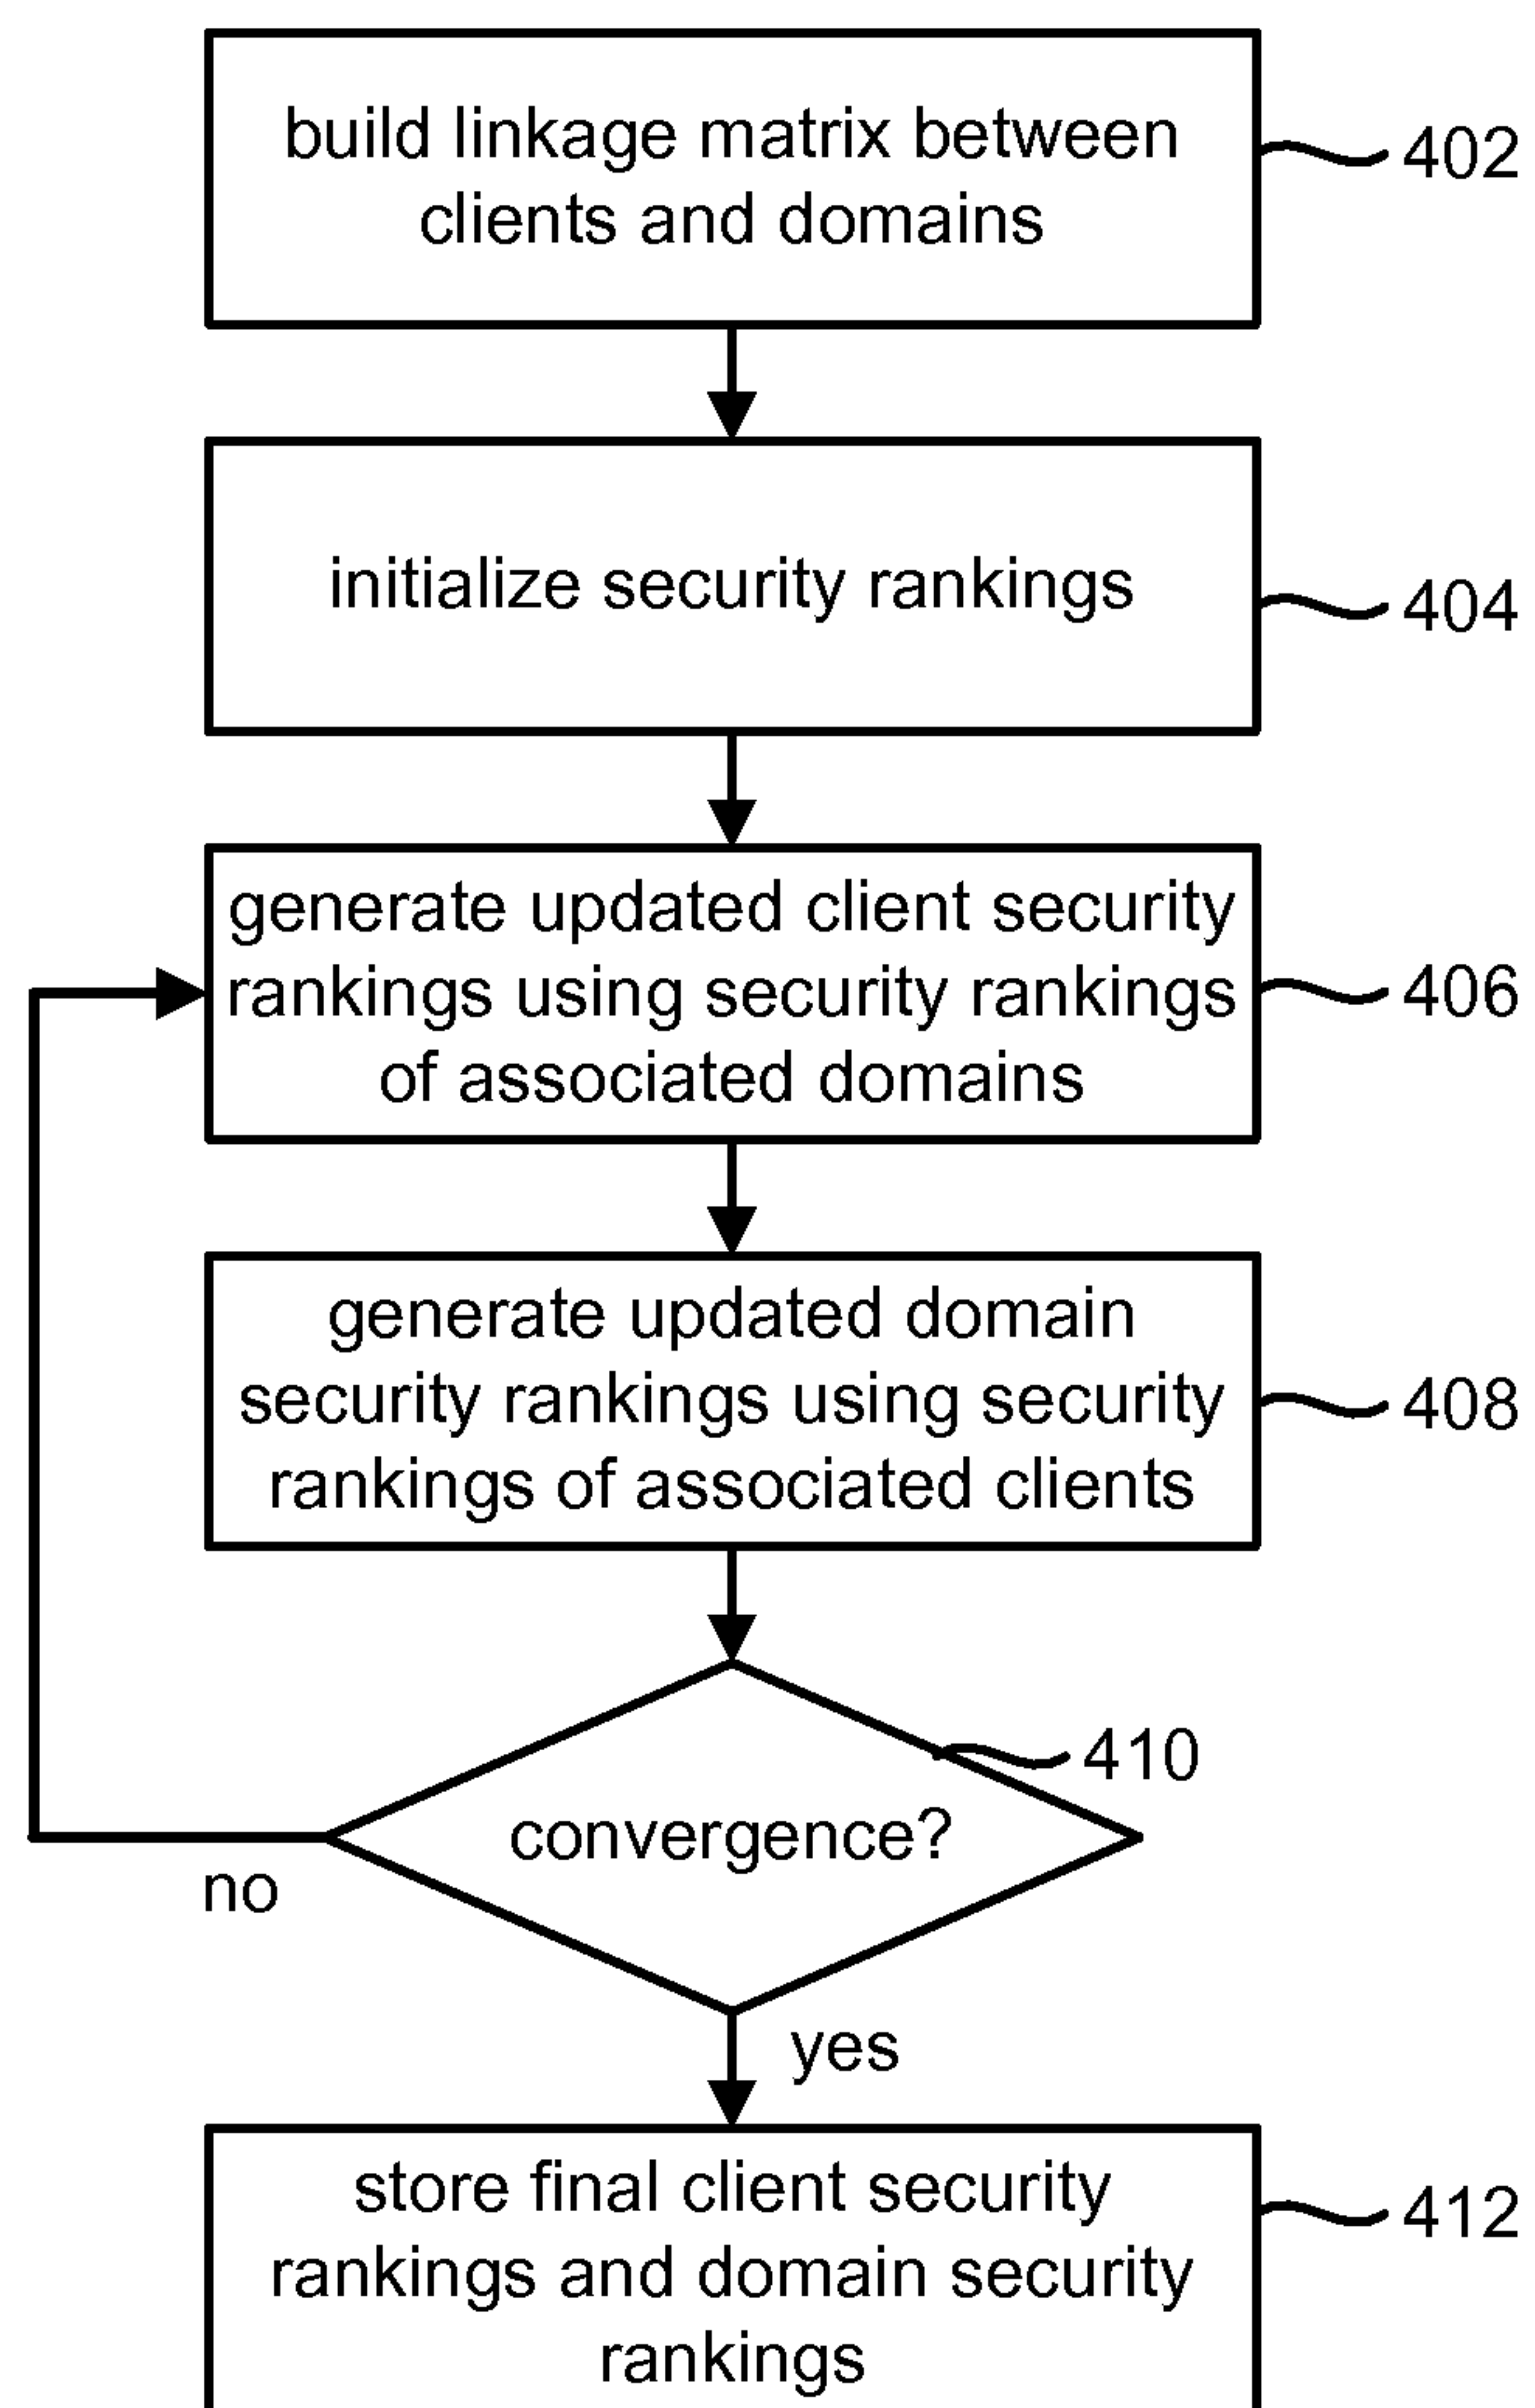 build linkage matrix between
clients and domains
402
initialize security rankings
404
generate updated client security
rankings using security rankings
of associated domains
406
generate updated domain
security rankings using security
rankings of associated clients
408
410
convergence?
no
yes
store final client security
rankings and domain security
rankings
412